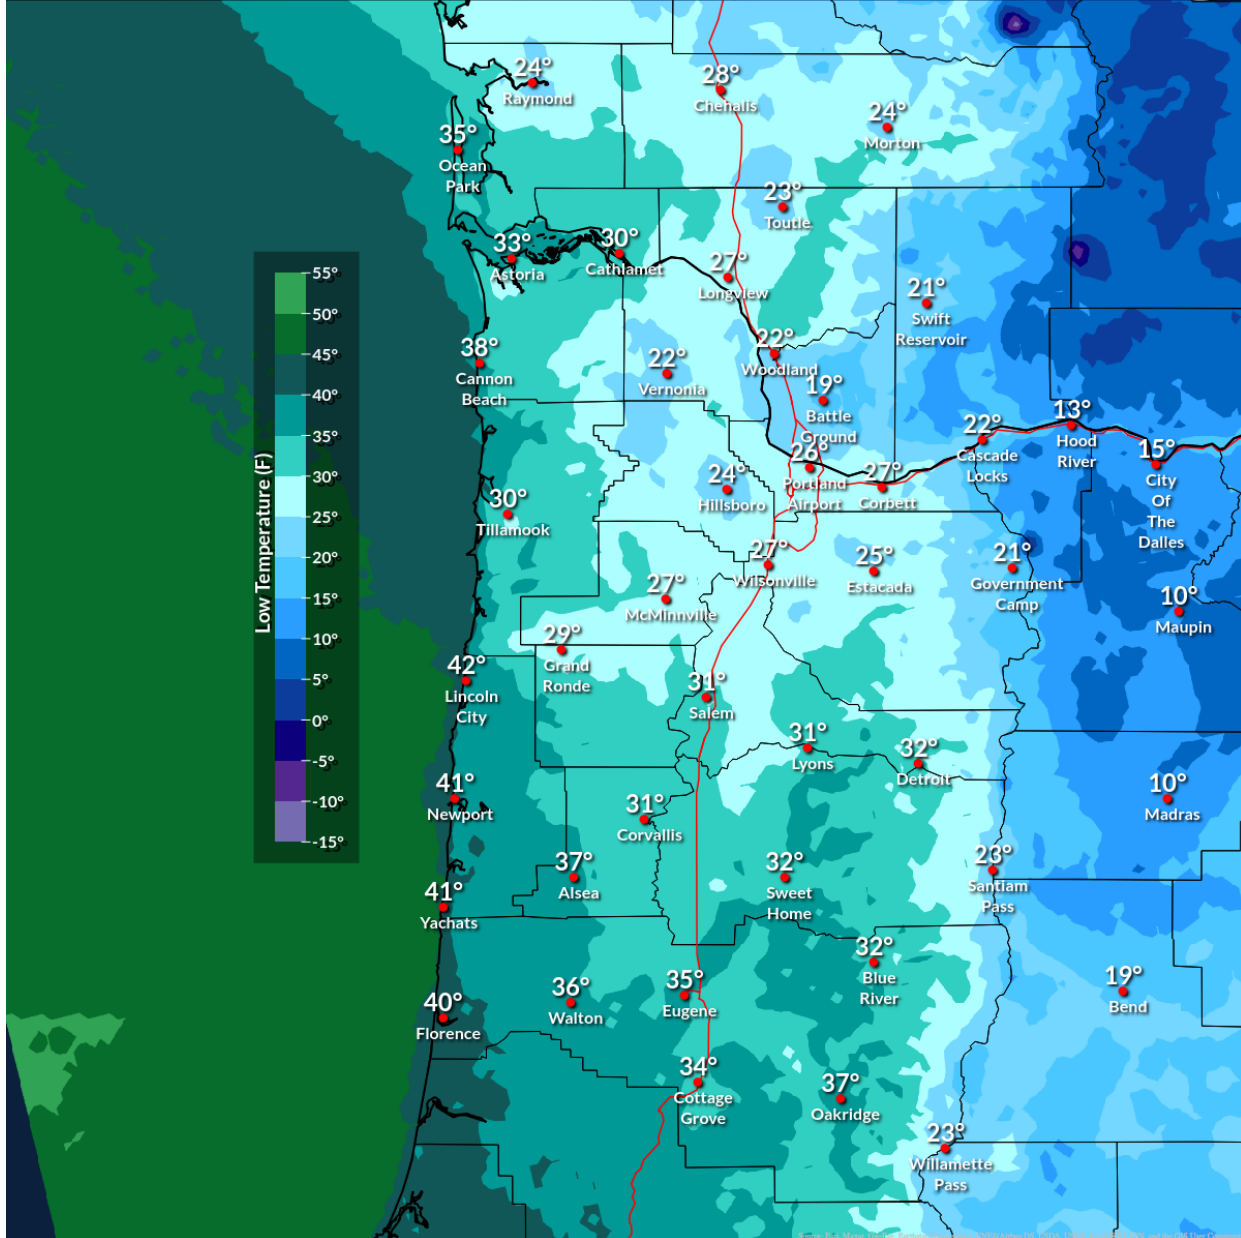 24°
Raymond
28°
Chehalis
24°
Morton
35°
Ocean
Park
23°
Toutle
33°
Astoria
30°
Cathlamet
27°
Longview
21°
Swift
Reservoir
38°
Cannon
Beach
22°
Vernonia
22°
Woodland
19°
Battle
Ground
26°
Portland
Airport
27°
Corbett
22°
Cascade
Locks
13°
Hood
River
15°
City
Of
The
Dalles
24°
Hillsboro
30°
Tillamook
27°
Wilsonville
25°
Estacada
21°
Government
Camp
10°
Maupin
27°
McMinnville
29°
Grand
Ronde
42°
Lincoln
City
31°
Salem
31°
Lyons
32°
Detroit
41°
Newport
31°
Corvallis
10°
Madras
37°
Alsea
32°
Sweet
Home
23°
Santiam
Pass
41°
Yachats
32°
Blue
River
19°
Bend
40°
Florence
36°
Walton
35°
Eugene
34°
Cottage
Grove
37°
Oakridge
23°
Willamette
Pass
Low Temperature (F)
55°
50°
45°
40°
35°
30°
25°
20°
15°
10°
5°
0°
-5°
-10°
-15°